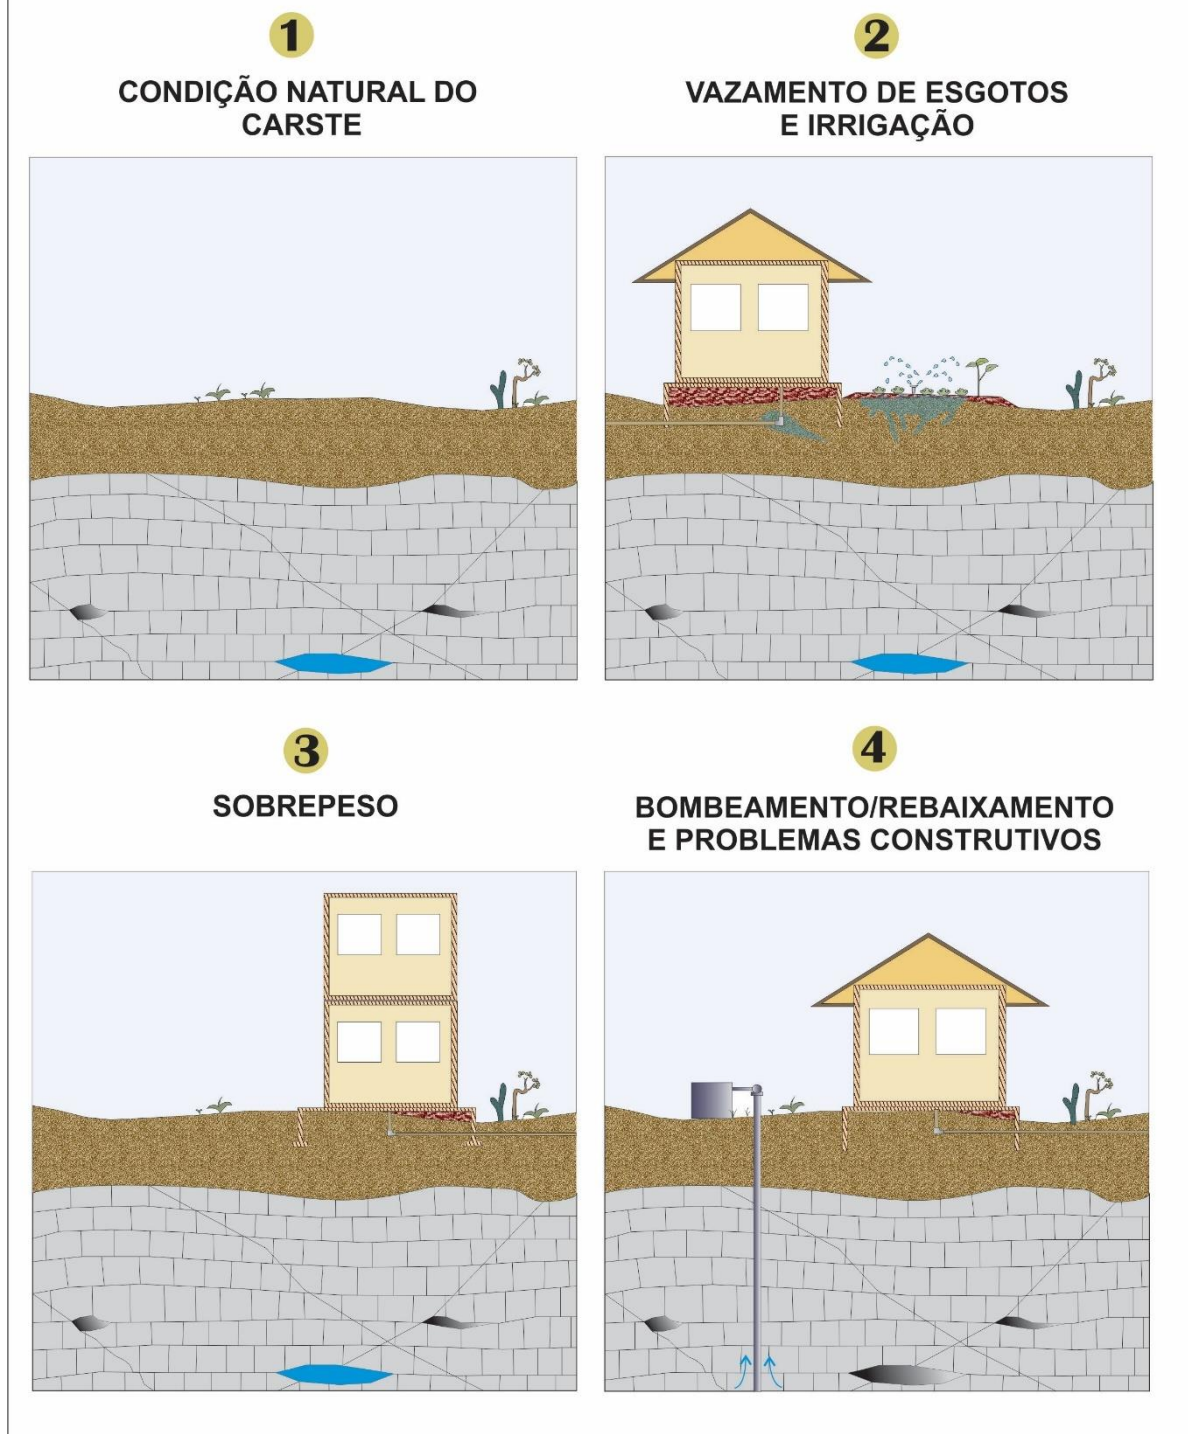 1
CONDIÇÃO NATURAL DO
CARSTE
2
VAZAMENTO DE ESGOTOS
E IRRIGAÇÃO
3
SOBREPESO
4
BOMBEAMENTO/REBAIXAMENTO
E PROBLEMAS CONSTRUTIVOS